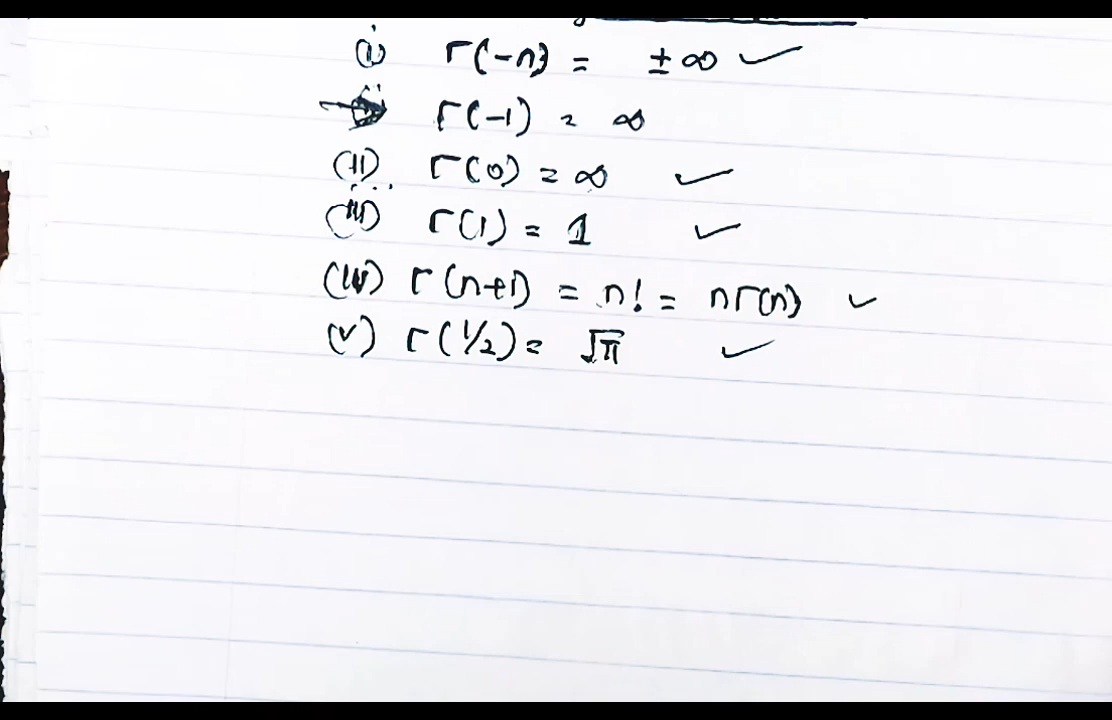 (i) Γ(-n) = ± ∞ ✓
Γ(-1) = ∞
(ii) Γ(0) = ∞ ✓
(iii) Γ(1) = 1 ✓
(iv) Γ(n+1) = n! = nΓ(n) ✓
(v) Γ(1/2) = √π ✓